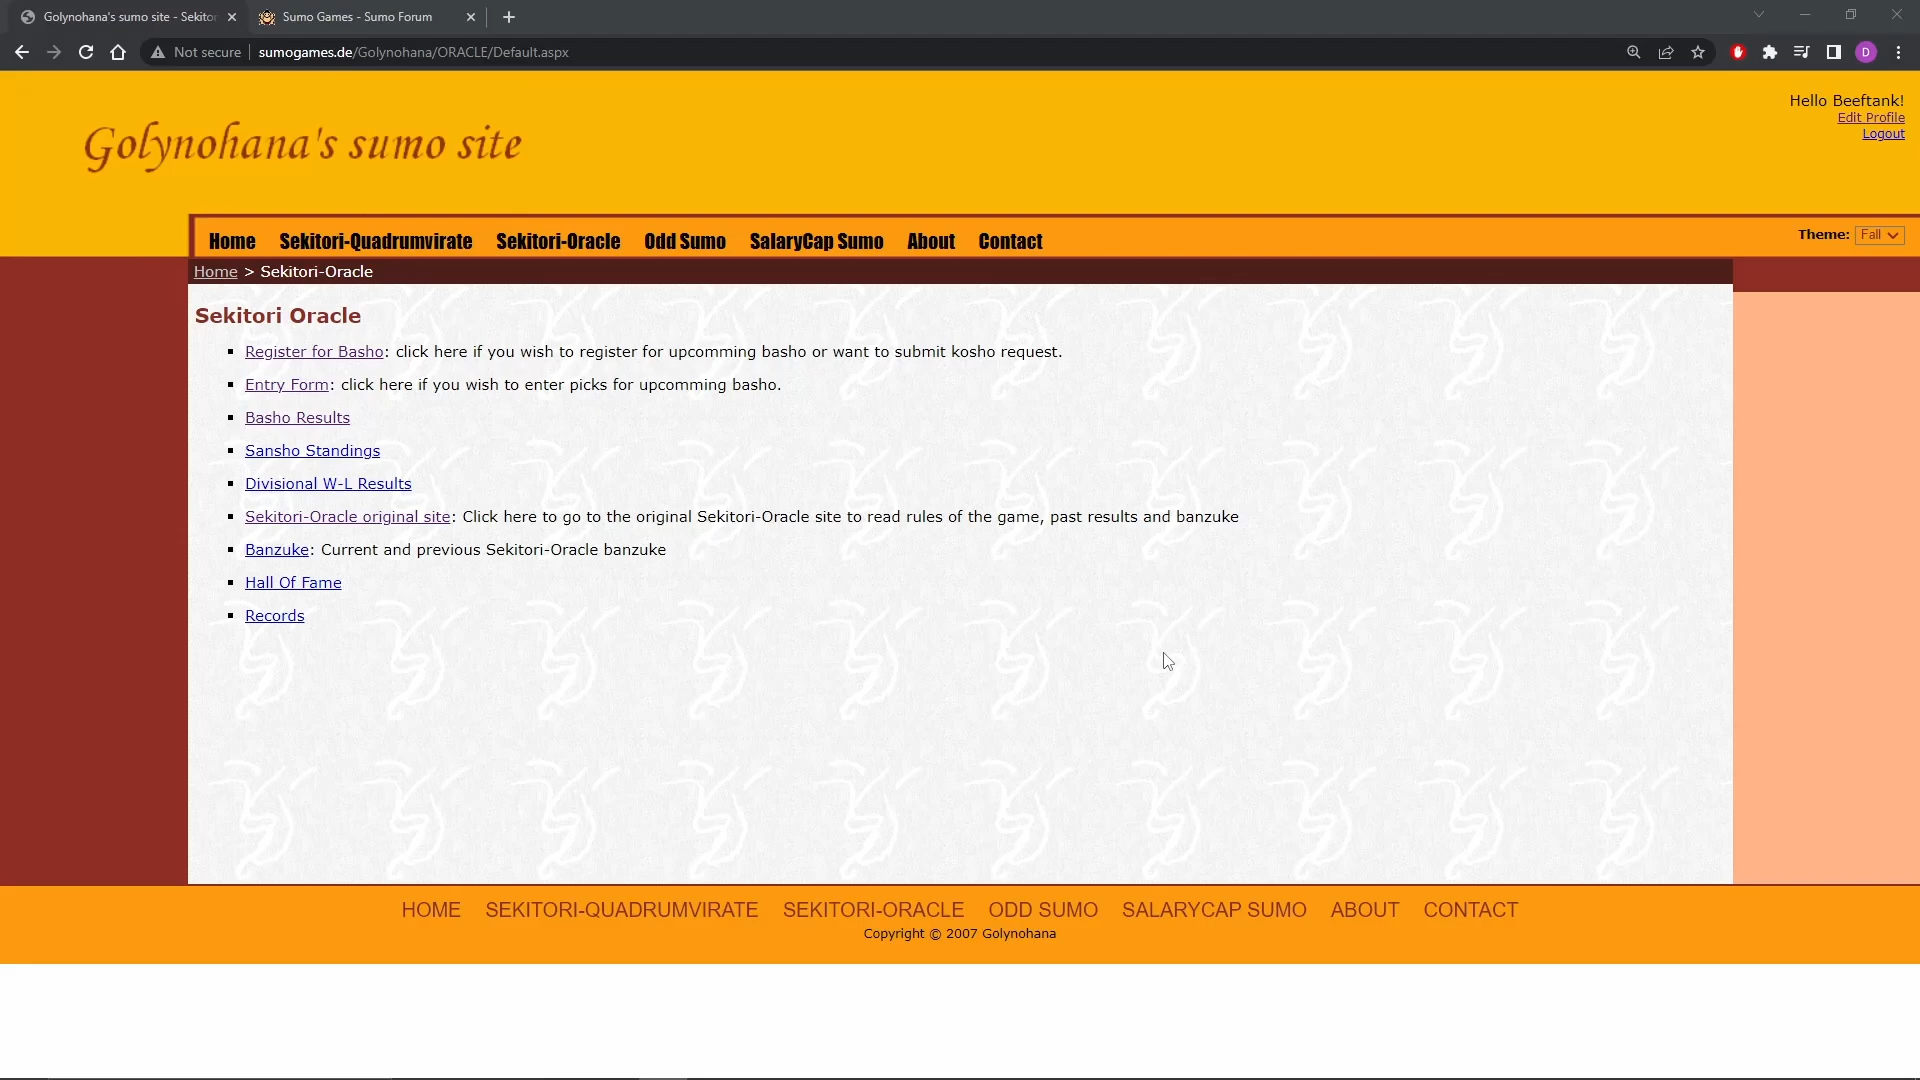 Golynohana's sumo site - Sekitor
Sumo Games - Sumo Forum
Not secure
sumogames.de/Golynohana/ORACLE/Default.aspx
D
Golynohana's sumo site
Hello Beeftank!
Edit Profile
Logout
Home Sekitori-Quadrumvirate Sekitori-Oracle Odd Sumo SalaryCap Sumo About Contact
Theme: Fall
Home > Sekitori-Oracle
Sekitori Oracle
Register for Basho: click here if you wish to register for upcomming basho or want to submit kosho request.
Entry Form: click here if you wish to enter picks for upcomming basho.
Basho Results
Sansho Standings
Divisional W-L Results
Sekitori-Oracle original site: Click here to go to the original Sekitori-Oracle site to read rules of the game, past results and banzuke
Banzuke: Current and previous Sekitori-Oracle banzuke
Hall Of Fame
Records
HOME SEKITORI-QUADRUMVIRATE SEKITORI-ORACLE ODD SUMO SALARYCAP SUMO ABOUT CONTACT
Copyright © 2007 Golynohana